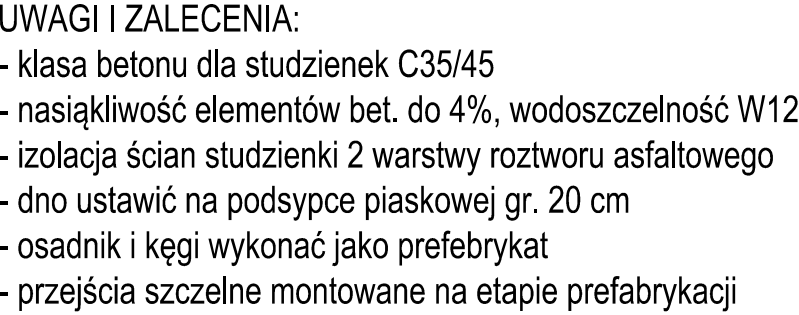 UWAGI I ZALECENIA:
- klasa betonu dla studzienek C35/45
- nasiąkliwość elementów bet. do 4%, wodoszczelność W12
- izolacja ścian studzienki 2 warstwy roztworu asfaltowego
- dno ustawić na podsypce piaskowej gr. 20 cm
- osadnik i kęgi wykonać jako prefebrykat
- przejścia szczelne montowane na etapie prefabrykacji